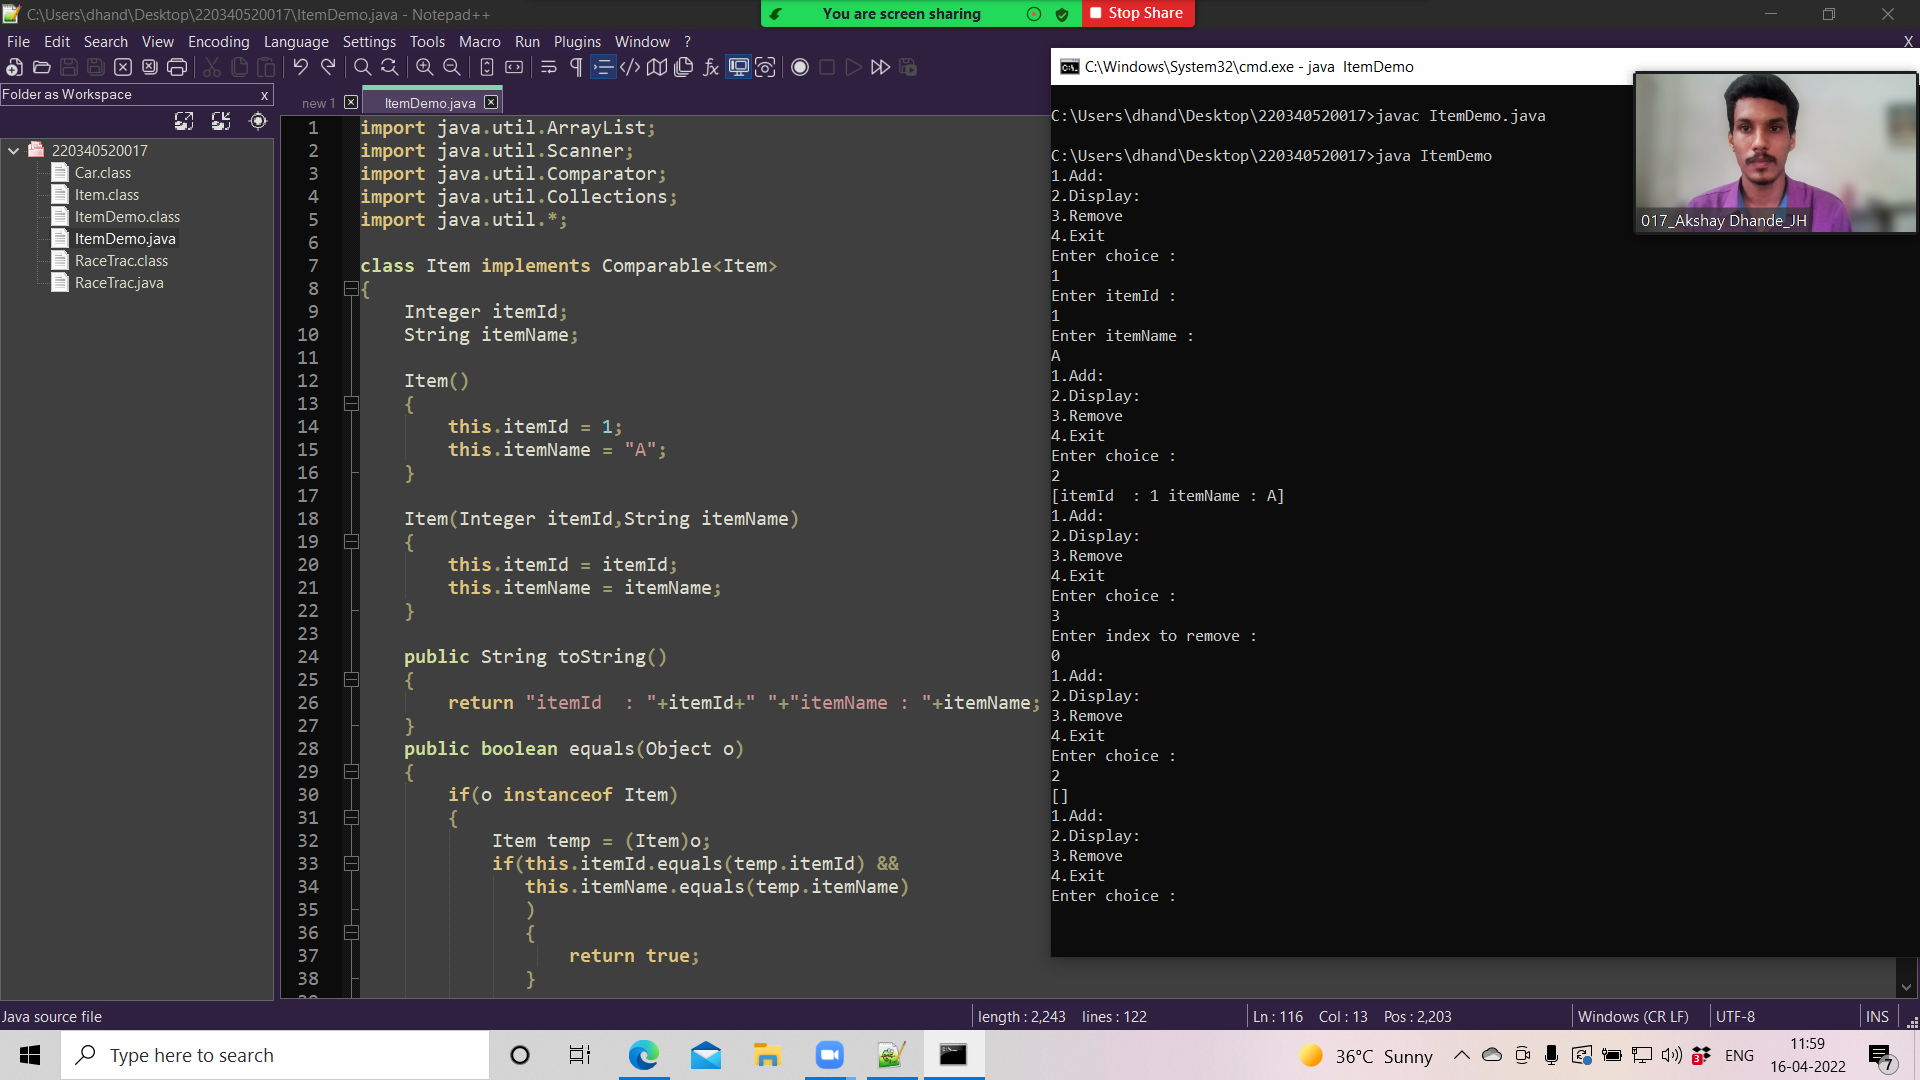 C:\Users\dhand\Desktop\220340520017\ItemDemo.java - Notepad++
You are screen sharing
Stop Share
File Edit Search View Encoding Language Settings Tools Macro Run Plugins Window ? X
Folder as Workspace x
220340520017
Car.class
Item.class
ItemDemo.class
ItemDemo.java
RaceTrac.class
RaceTrac.java
new 1 ItemDemo.java
1 import java.util.ArrayList;
2 import java.util.Scanner;
3 import java.util.Comparator;
4 import java.util.Collections;
5 import java.util.*;
6
7 class Item implements Comparable<Item>
8 {
9 Integer itemId;
10 String itemName;
11
12 Item()
13 {
14 this.itemId = 1;
15 this.itemName = "A";
16 }
17
18 Item(Integer itemId,String itemName)
19 {
20 this.itemId = itemId;
21 this.itemName = itemName;
22 }
23
24 public String toString()
25 {
26 return "itemId  : "+itemId+" "+"itemName : "+itemName;
27 }
28 public boolean equals(Object o)
29 {
30 if(o instanceof Item)
31 {
32 Item temp = (Item)o;
33 if(this.itemId.equals(temp.itemId) &&
34 this.itemName.equals(temp.itemName)
35 )
36 {
37 return true;
38 }
C:\Windows\System32\cmd.exe - java  ItemDemo
C:\Users\dhand\Desktop\220340520017>javac ItemDemo.java
C:\Users\dhand\Desktop\220340520017>java ItemDemo
1.Add:
2.Display:
3.Remove
4.Exit
Enter choice :
1
Enter itemId :
1
Enter itemName :
A
1.Add:
2.Display:
3.Remove
4.Exit
Enter choice :
2
[itemId  : 1 itemName : A]
1.Add:
2.Display:
3.Remove
4.Exit
Enter choice :
3
Enter index to remove :
0
1.Add:
2.Display:
3.Remove
4.Exit
Enter choice :
2
[]
1.Add:
2.Display:
3.Remove
4.Exit
Enter choice :
017_Akshay Dhande_JH
Java source file length : 2,243 lines : 122 Ln : 116 Col : 13 Pos : 2,203 Windows (CR LF) UTF-8 INS
Type here to search
36°C Sunny
3
ENG
11:59
16-04-2022
7